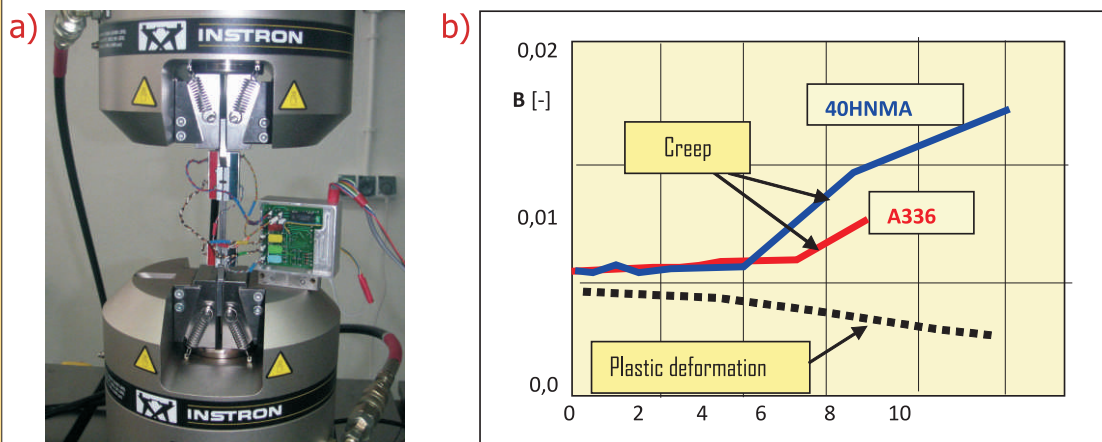 a)
INSTRON
INSTRON
b)
0,02
B [-]
40HNMA
Creep
0,01
A336
Plastic deformation
0,0
0 2 4 6 8 10